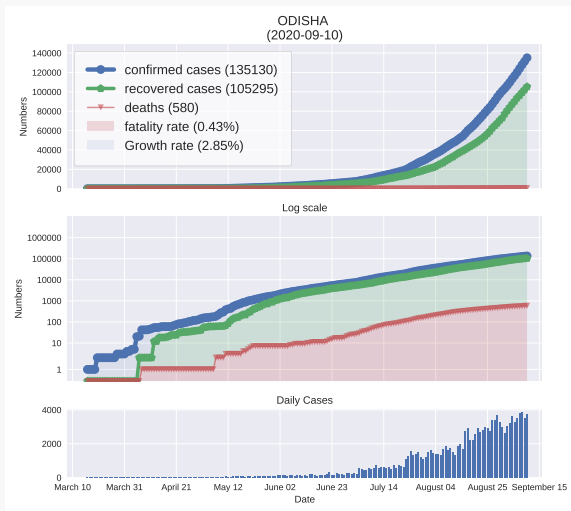 ODISHA
(2020-09-10)
140000
120000
100000
80000
60000
40000
20000
0
Numbers
confirmed cases (135130)
recovered cases (105295)
deaths (580)
fatality rate (0.43%)
Growth rate (2.85%)
Log scale
1000000
100000
10000
1000
100
10
1
Numbers
Daily Cases
4000
2000
0
March 10 March 31 April 21 May 12 June 02 June 23 July 14 August 04 August 25 September 15
Date